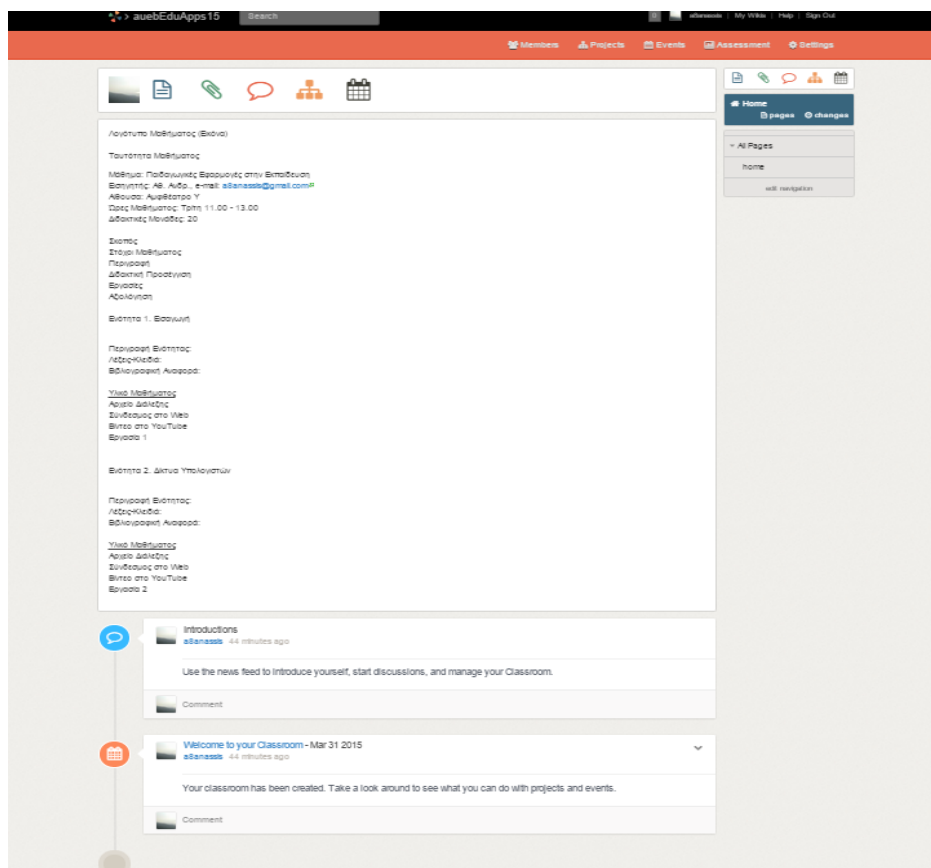 auebEduApps15
Search
0 a8anassis My Wikis Help Sign Out
Members Projects Events Assessment Settings
Home
pages changes
All Pages
home
edit navigation
Λογότυπο Μαθήματος (Εικόνα)
Ταυτότητα Μαθήματος
Μάθημα: Παιδαγωγικές Εφαρμογές στην Εκπαίδευση
Εισηγητής: Αθ. Ανδρ., e-mail: a8anassis@gmail.com
Αίθουσα: Αμφιθέατρο Υ
Ώρες Μαθήματος: Τρίτη 11.00 - 13.00
Διδακτικές Μονάδες: 20
Σκοπός
Στόχοι Μαθήματος
Περιγραφή
Διδακτική Προσέγγιση
Εργασίες
Αξιολόγηση
Ενότητα 1. Εισαγωγή
Περιγραφή Ενότητας:
Λέξεις-Κλειδιά:
Βιβλιογραφική Αναφορά:
Υλικό Μαθήματος
Αρχείο Διάλεξης
Σύνδεσμος στο Web
Βίντεο στο YouTube
Εργασία 1
Ενότητα 2. Δίκτυα Υπολογιστών
Περιγραφή Ενότητας:
Λέξεις-Κλειδιά:
Βιβλιογραφική Αναφορά:
Υλικό Μαθήματος
Αρχείο Διάλεξης
Σύνδεσμος στο Web
Βίντεο στο YouTube
Εργασία 2
Introductions
a8anassis 44 minutes ago
Use the news feed to introduce yourself, start discussions, and manage your Classroom.
Comment
Welcome to your Classroom - Mar 31 2015
a8anassis 44 minutes ago
Your classroom has been created. Take a look around to see what you can do with projects and events.
Comment